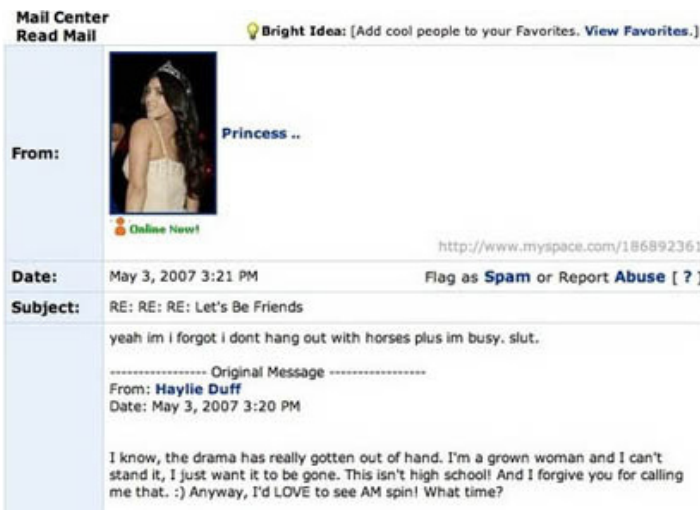 Mail Center
Read Mail
Bright Idea: [Add cool people to your Favorites. View Favorites.]
From:
Princess ..
Online Now!
http://www.myspace.com/186892361
Date: May 3, 2007 3:21 PM Flag as Spam or Report Abuse [ ? ]
Subject: RE: RE: RE: Let's Be Friends
yeah im i forgot i dont hang out with horses plus im busy. slut.
----------------- Original Message -----------------
From: Haylie Duff
Date: May 3, 2007 3:20 PM
I know, the drama has really gotten out of hand. I'm a grown woman and I can't
stand it, I just want it to be gone. This isn't high school! And I forgive you for calling
me that. :) Anyway, I'd LOVE to see AM spin! What time?